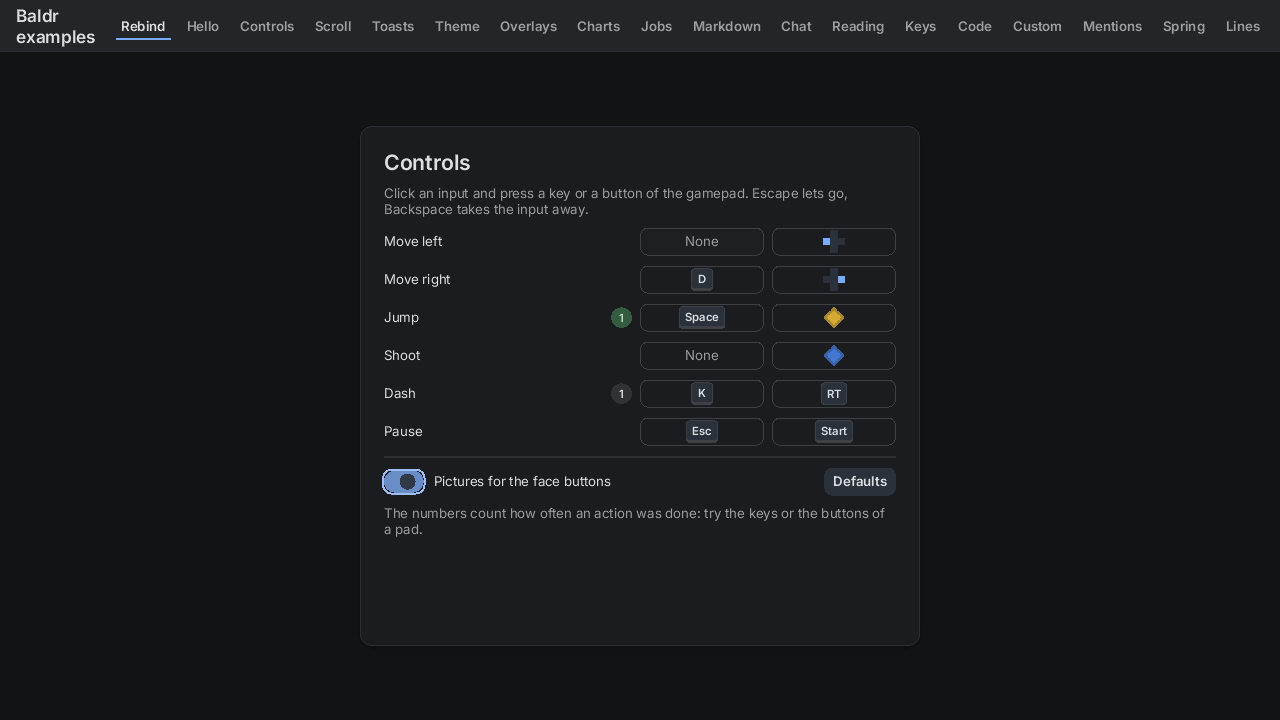 Baldr examples
Rebind Hello Controls Scroll Toasts Theme Overlays Charts Jobs Markdown Chat Reading Keys Code Custom Mentions Spring Lines
Controls
Click an input and press a key or a button of the gamepad. Escape lets go,
Backspace takes the input away.
Move left None
Move right D
Jump 1 Space
Shoot None
Dash 1 K RT
Pause Esc Start
Pictures for the face buttons Defaults
The numbers count how often an action was done: try the keys or the buttons of
a pad.